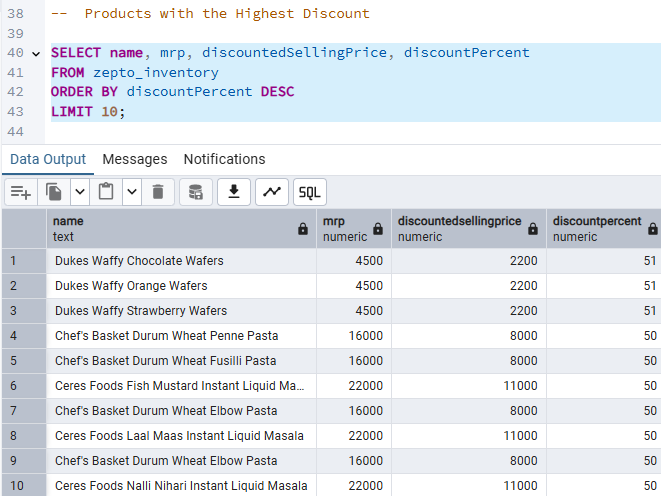 38 -- Products with the Highest Discount
39
40 SELECT name, mrp, discountedSellingPrice, discountPercent
41 FROM zepto_inventory
42 ORDER BY discountPercent DESC
43 LIMIT 10;
44
Data Output Messages Notifications
SQL
name mrp discountedsellingprice discountpercent
text numeric numeric numeric
1 Dukes Waffy Chocolate Wafers 4500 2200 51
2 Dukes Waffy Orange Wafers 4500 2200 51
3 Dukes Waffy Strawberry Wafers 4500 2200 51
4 Chef's Basket Durum Wheat Penne Pasta 16000 8000 50
5 Chef's Basket Durum Wheat Fusilli Pasta 16000 8000 50
6 Ceres Foods Fish Mustard Instant Liquid Ma... 22000 11000 50
7 Chef's Basket Durum Wheat Elbow Pasta 16000 8000 50
8 Ceres Foods Laal Maas Instant Liquid Masala 22000 11000 50
9 Chef's Basket Durum Wheat Elbow Pasta 16000 8000 50
10 Ceres Foods Nalli Nihari Instant Liquid Masala 22000 11000 50